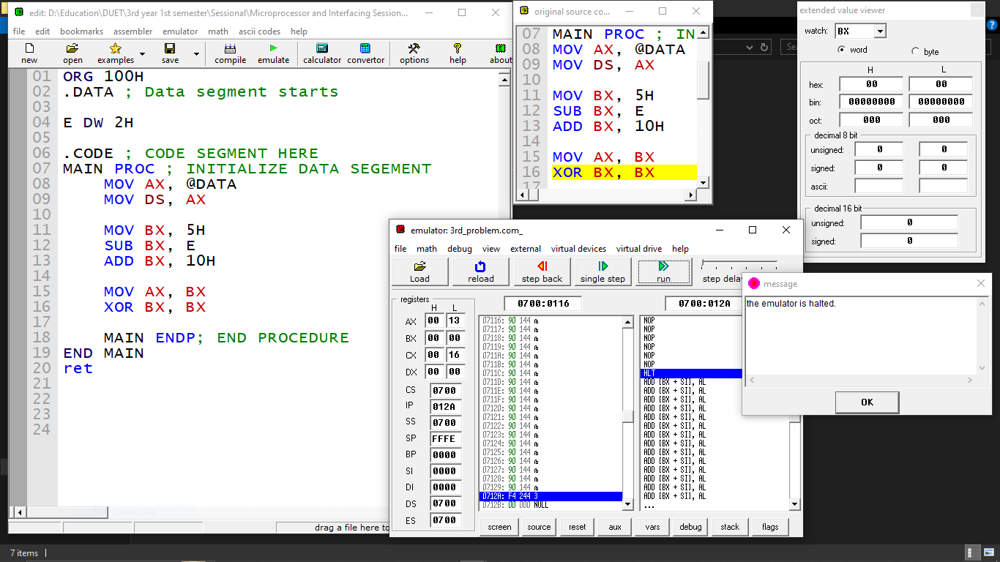 edit: D:\Education\DUET\3rd year 1st semester\Sessional\Microprocessor and Interfacing Session...
file edit bookmarks assembler emulator math ascii codes help
new open examples save compile emulate calculator convertor options help about
01 ORG 100H
02 .DATA ; Data segment starts
03
04 E DW 2H
05
06 .CODE ; CODE SEGMENT HERE
07 MAIN PROC ; INITIALIZE DATA SEGEMENT
08 MOV AX, @DATA
09 MOV DS, AX
10
11 MOV BX, 5H
12 SUB BX, E
13 ADD BX, 10H
14
15 MOV AX, BX
16 XOR BX, BX
17
18 MAIN ENDP; END PROCEDURE
19 END MAIN
20 ret
21
22
23
24
drag a file here to
original source co...
07 MAIN PROC ; IN
08 MOV AX, @DATA
09 MOV DS, AX
10
11 MOV BX, 5H
12 SUB BX, E
13 ADD BX, 10H
14
15 MOV AX, BX
16 XOR BX, BX
17
extended value viewer
watch: BX
word byte
H L
hex: 00 00
bin: 00000000 00000000
oct: 000 000
decimal 8 bit
unsigned: 0 0
signed: 0 0
ascii:
decimal 16 bit
unsigned: 0
signed: 0
emulator: 3rd_problem.com_
file math debug view external virtual devices virtual drive help
Load reload step back single step run step delay
registers
H L
AX 00 13
BX 00 00
CX 00 16
DX 00 00
CS 0700
IP 012A
SS 0700
SP FFFE
BP 0000
SI 0000
DI 0000
DS 0700
ES 0700
0700:0116
07116: 90 144
07117: 90 144
07118: 90 144
07119: 90 144
0711A: 90 144
0711B: 90 144
0711C: 90 144
0711D: 90 144
0711E: 90 144
0711F: 90 144
07120: 90 144
07121: 90 144
07122: 90 144
07123: 90 144
07124: 90 144
07125: 90 144
07126: 90 144
07127: 90 144
07128: 90 144
07129: 90 144
0712A: F4 244
0712B: 00 000 NULL
0700:012A
NOP
NOP
NOP
NOP
NOP
NOP
HLT
ADD [BX + SI], AL
ADD [BX + SI], AL
ADD [BX + SI], AL
ADD [BX + SI], AL
ADD [BX + SI], AL
ADD [BX + SI], AL
ADD [BX + SI], AL
ADD [BX + SI], AL
ADD [BX + SI], AL
ADD [BX + SI], AL
ADD [BX + SI], AL
ADD [BX + SI], AL
ADD [BX + SI], AL
ADD [BX + SI], AL
...
screen source reset aux vars debug stack flags
message
the emulator is halted.
OK
7 items